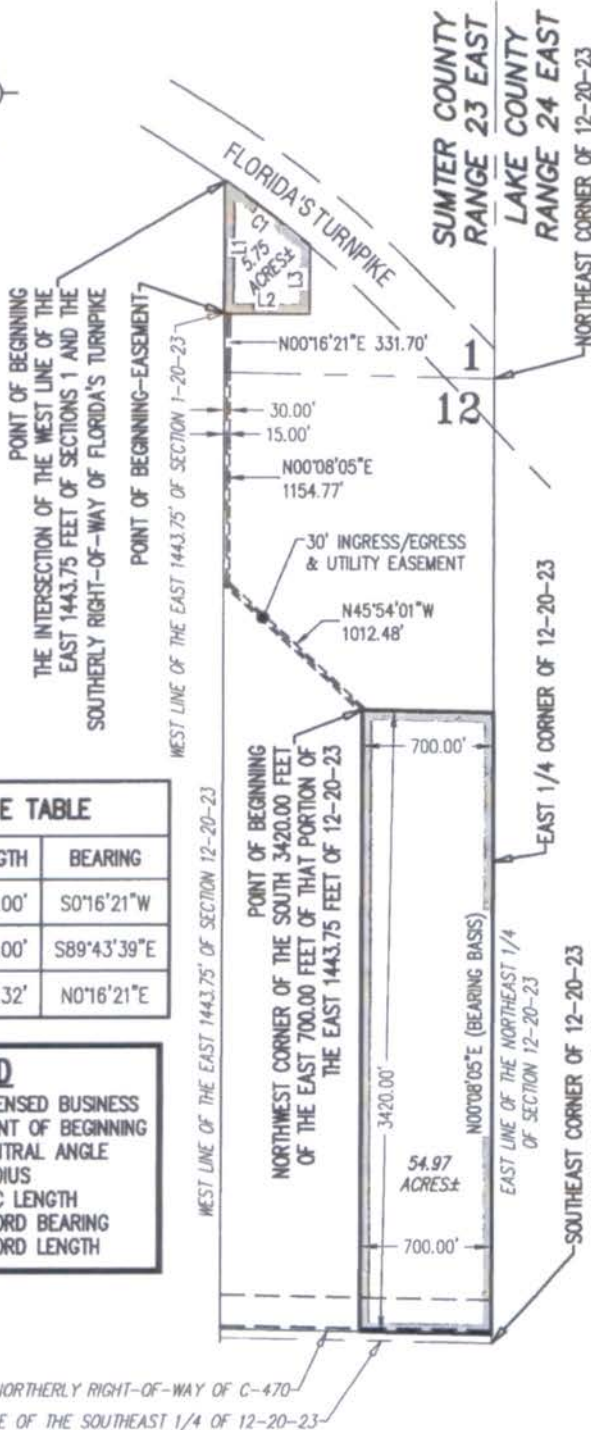 SUMTER COUNTY
RANGE 23 EAST
LAKE COUNTY
RANGE 24 EAST
NORTHEAST CORNER OF 12-20-23
FLORIDA'S TURNPIKE
POINT OF BEGINNING
THE INTERSECTION OF THE WEST LINE OF THE
EAST 1443.75 FEET OF SECTIONS 1 AND THE
SOUTHERLY RIGHT-OF-WAY OF FLORIDA'S TURNPIKE
POINT OF BEGINNING-EASEMENT
WEST LINE OF THE EAST 1443.75' OF SECTION 1-20-23
C1
L1
5.75
ACRES±
L3
L2
N00°16'21"E 331.70'
1
12
30.00'
15.00'
N00°08'05"E
1154.77'
30' INGRESS/EGRESS
& UTILITY EASEMENT
N45°54'01"W
1012.48'
EAST 1/4 CORNER OF 12-20-23
700.00'
POINT OF BEGINNING
NORTHWEST CORNER OF THE SOUTH 3420.00 FEET
OF THE EAST 700.00 FEET OF THAT PORTION OF
THE EAST 1443.75 FEET OF 12-20-23
WEST LINE OF THE EAST 1443.75' OF SECTION 12-20-23
E TABLE
GTH BEARING
00' S0°16'21"W
00' S89°43'39"E
32' N0°16'21"E
D
ENSED BUSINESS
NT OF BEGINNING
NTRAL ANGLE
DIUS
C LENGTH
ORD BEARING
ORD LENGTH
3420.00'
N00°08'05"E (BEARING BASIS)
EAST LINE OF THE NORTHEAST 1/4
OF SECTION 12-20-23
54.97
ACRES±
700.00'
SOUTHEAST CORNER OF 12-20-23
NORTHERLY RIGHT-OF-WAY OF C-470
E OF THE SOUTHEAST 1/4 OF 12-20-23